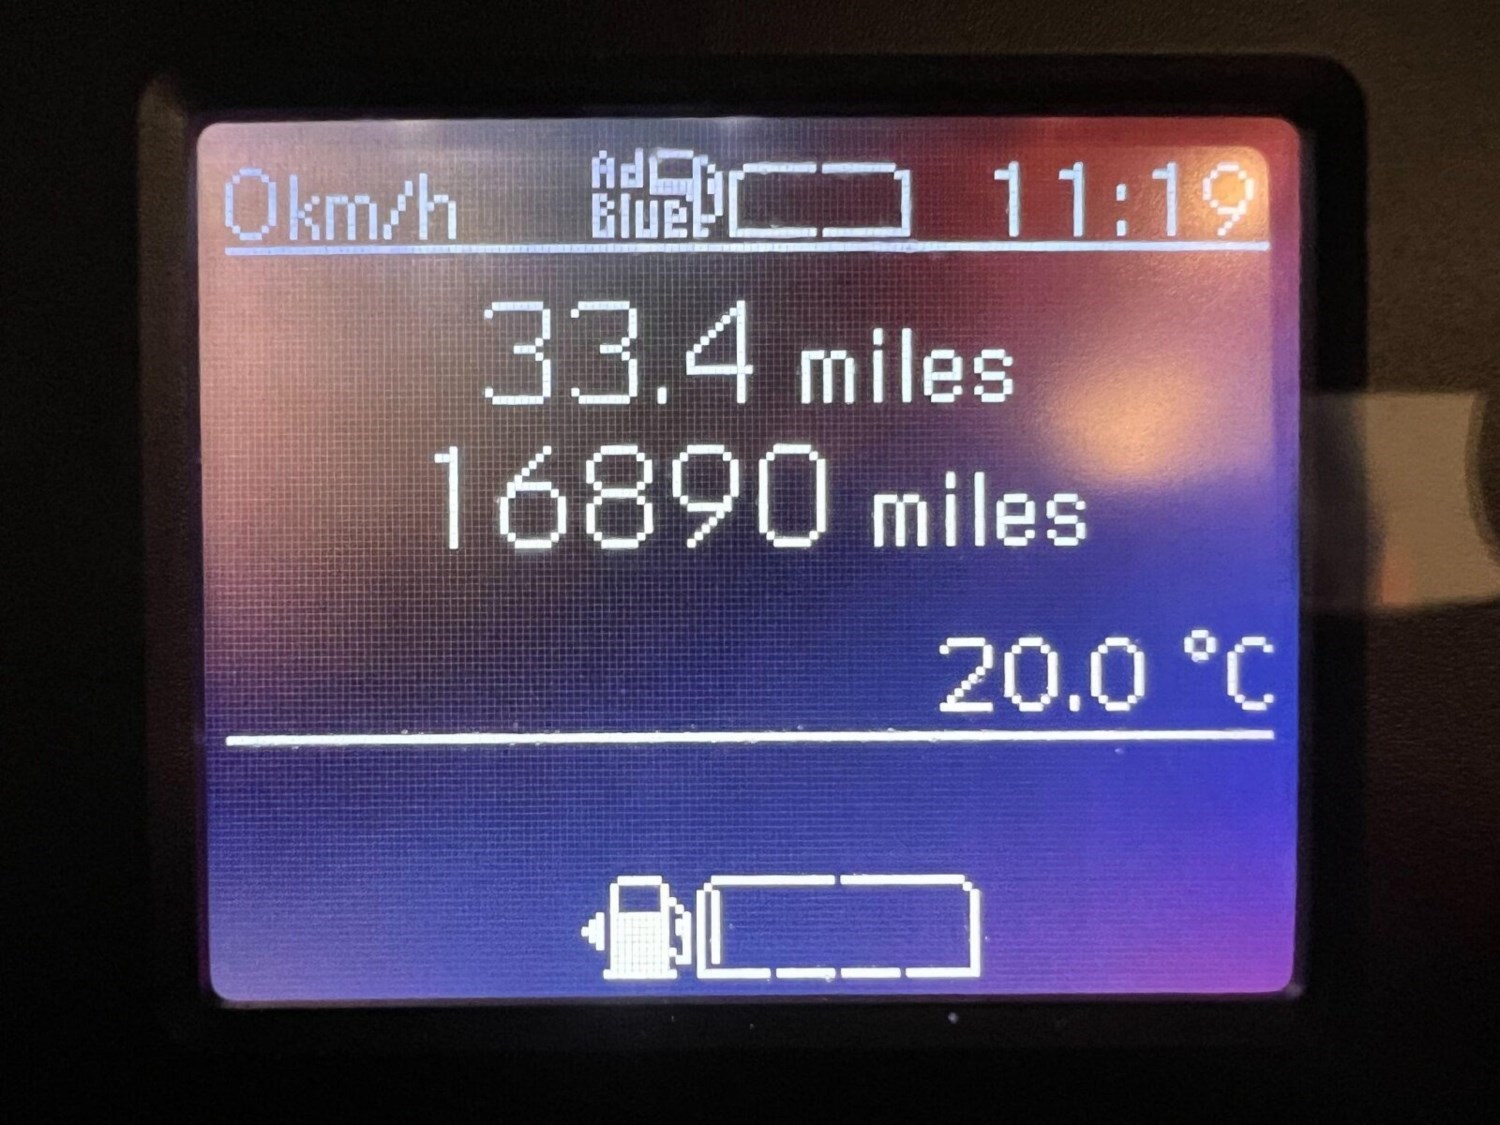 0km/h Ad Blue 11:19
33.4 miles
16890 miles
20.0 °C